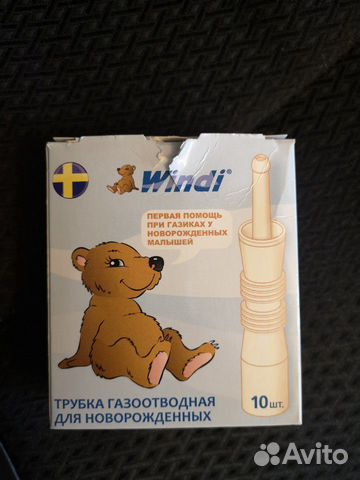 Windi®
ПЕРВАЯ ПОМОЩЬ
ПРИ ГАЗИКАХ У
НОВОРОЖДЕННЫХ
МАЛЫШЕЙ
ТРУБКА ГАЗООТВОДНАЯ
ДЛЯ НОВОРОЖДЕННЫХ
10 шт.
Avito